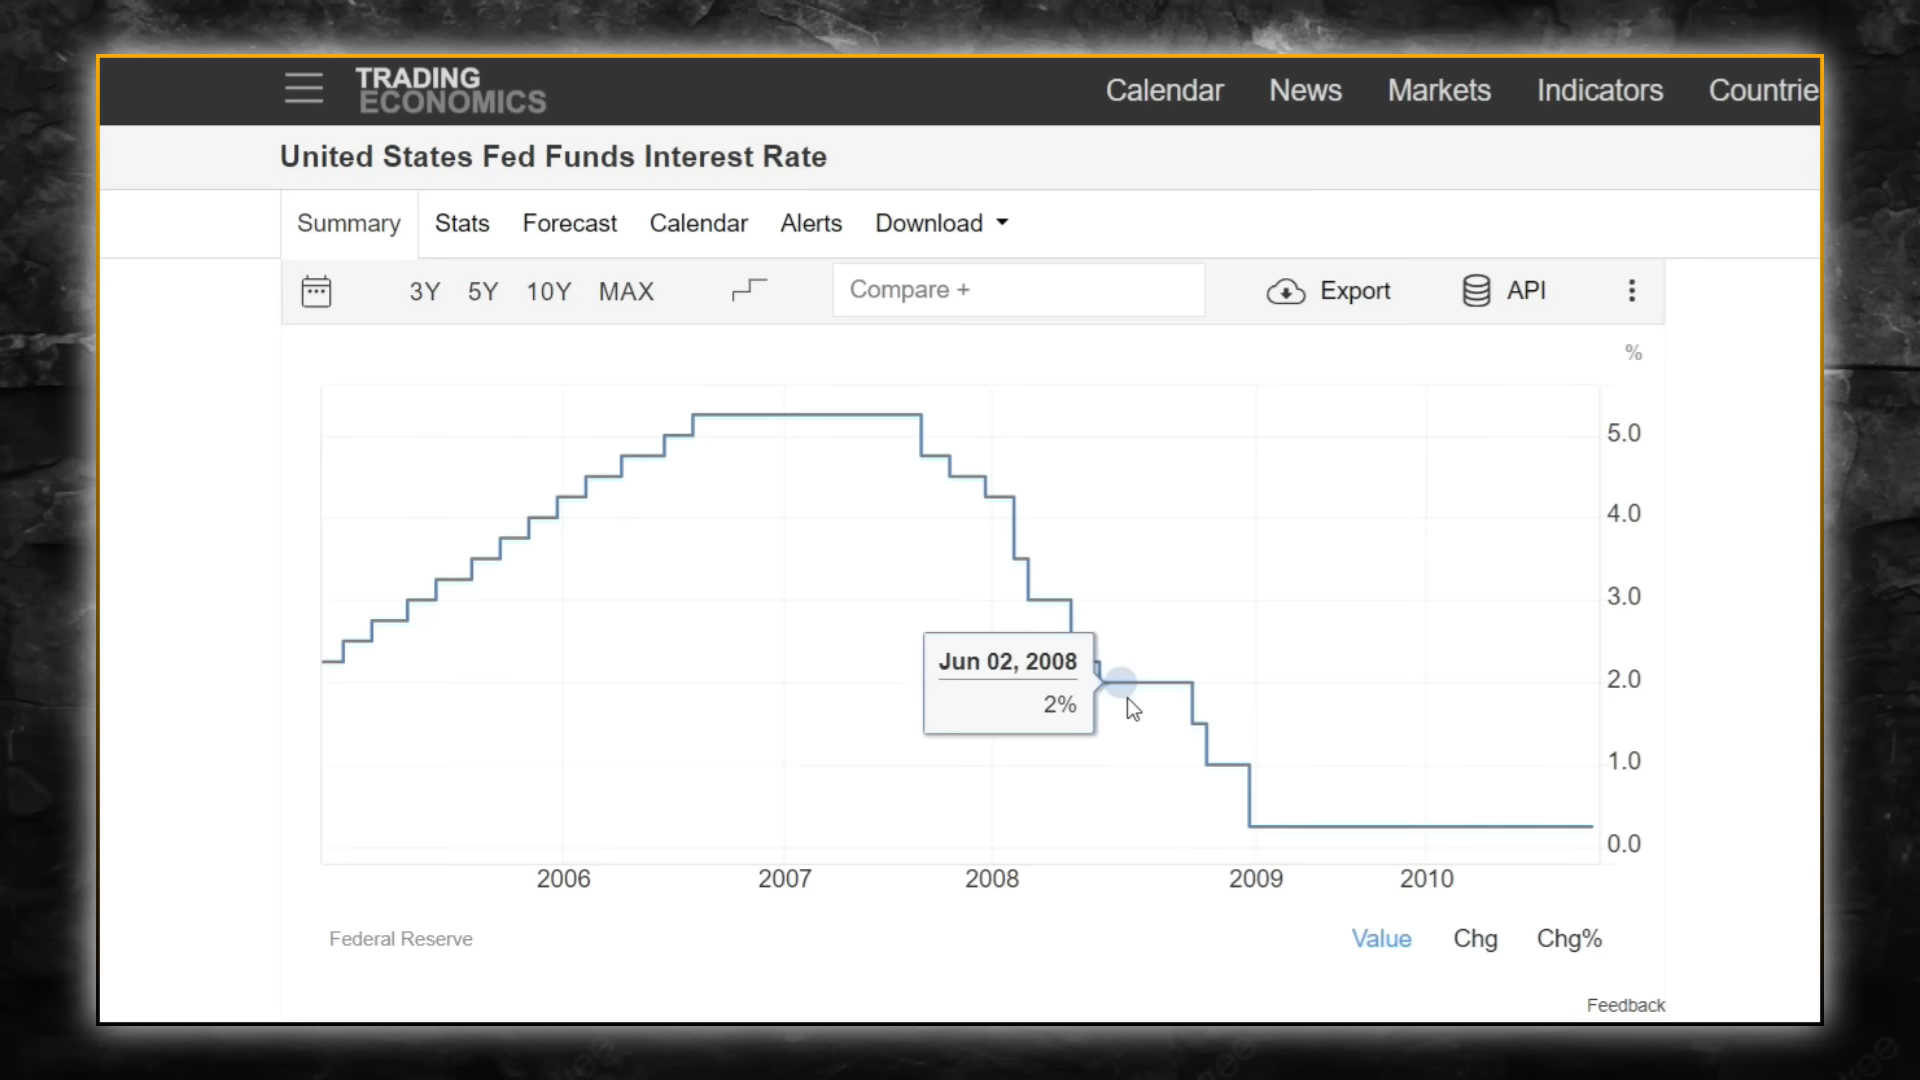 TRADING
ECONOMICS
Calendar News Markets Indicators Countrie
United States Fed Funds Interest Rate
Summary Stats Forecast Calendar Alerts Download
3Y 5Y 10Y MAX Compare + Export API
%
5.0
4.0
3.0
Jun 02, 2008
2%
2.0
1.0
0.0
2006 2007 2008 2009 2010
Federal Reserve Value Chg Chg%
Feedback